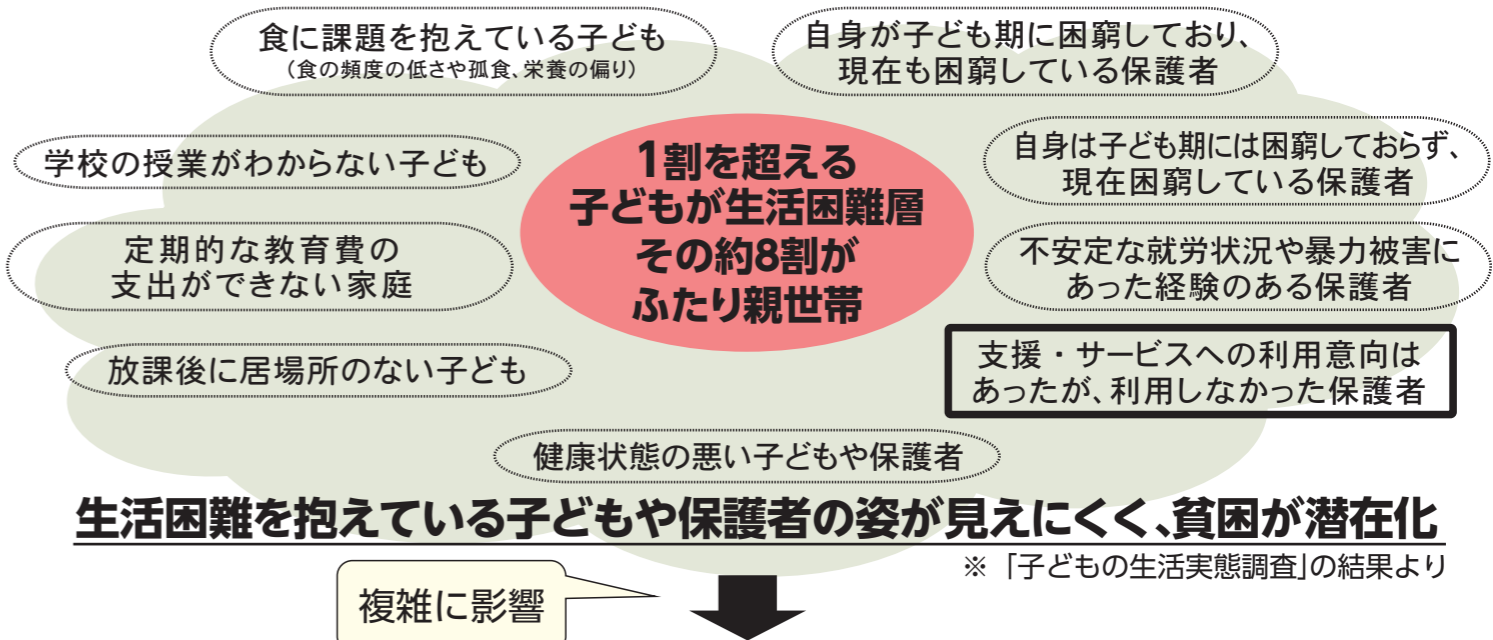 食に課題を抱えている子ども
(食の頻度の低さや孤食、栄養の偏り)
自身が子ども期に困窮しており、
現在も困窮している保護者
学校の授業がわからない子ども
1割を超える
子どもが生活困難層
その約8割が
ふたり親世帯
自身は子ども期には困窮しておらず、
現在困窮している保護者
定期的な教育費の
支出ができない家庭
不安定な就労状況や暴力被害に
あった経験のある保護者
放課後に居場所のない子ども
支援・サービスへの利用意向は
あったが、利用しなかった保護者
健康状態の悪い子どもや保護者
生活困難を抱えている子どもや保護者の姿が見えにくく、貧困が潜在化
※「子どもの生活実態調査」の結果より
複雑に影響